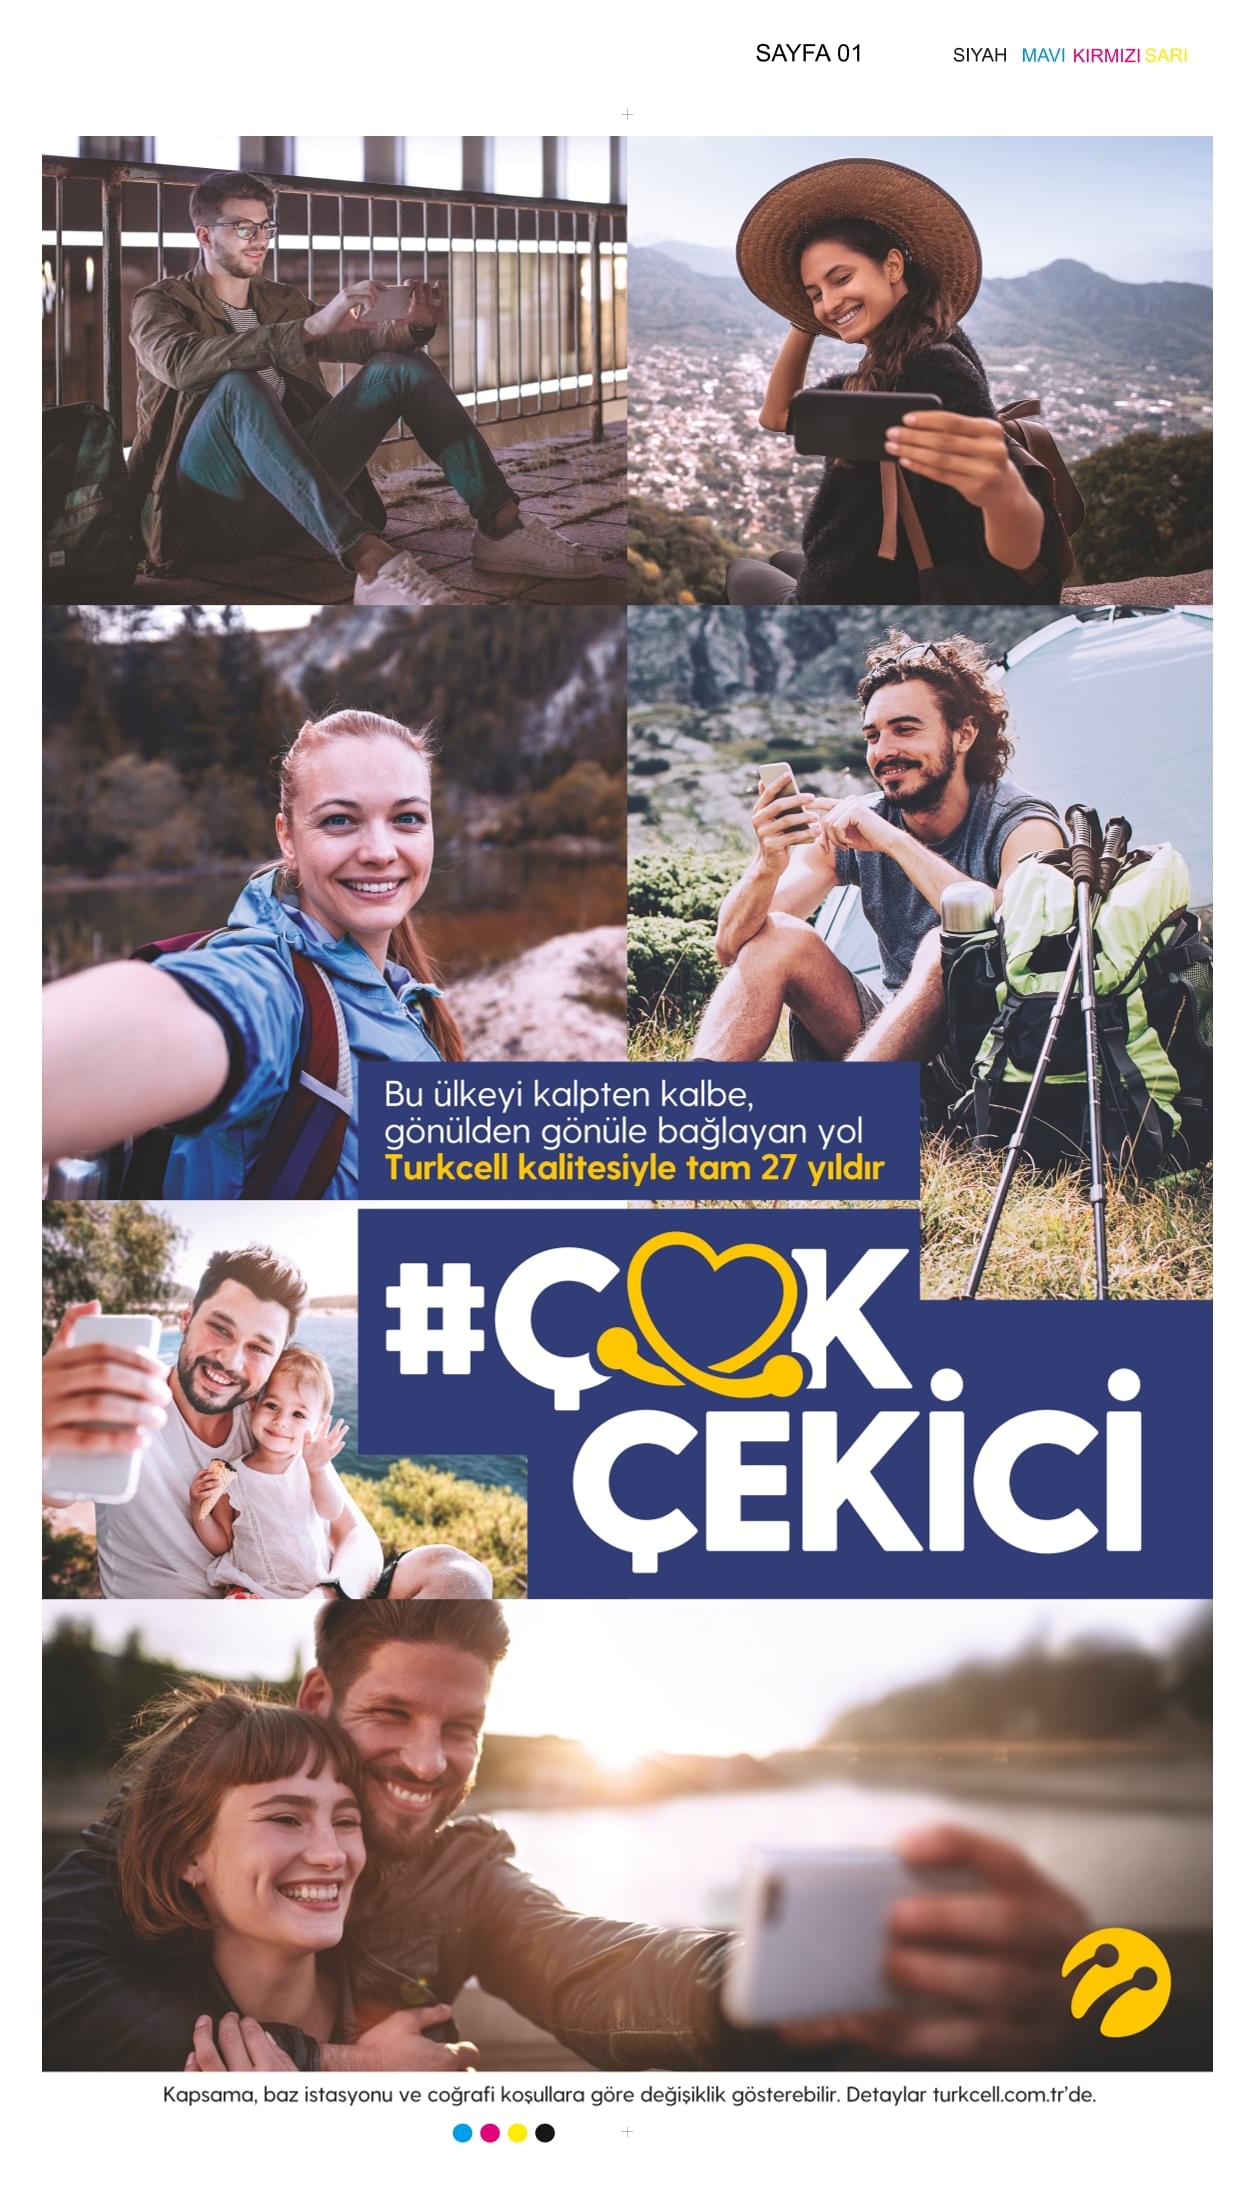 SAYFA 01 SIYAH MAVI KIRMIZI SARI
Bu ülkeyi kalpten kalbe,
gönülden gönüle bağlayan yol
Turkcell kalitesiyle tam 27 yıldır
#ÇOK
ÇEKİCİ
Kapsama, baz istasyonu ve coğrafi koşullara göre değişiklik gösterebilir. Detaylar turkcell.com.tr'de.